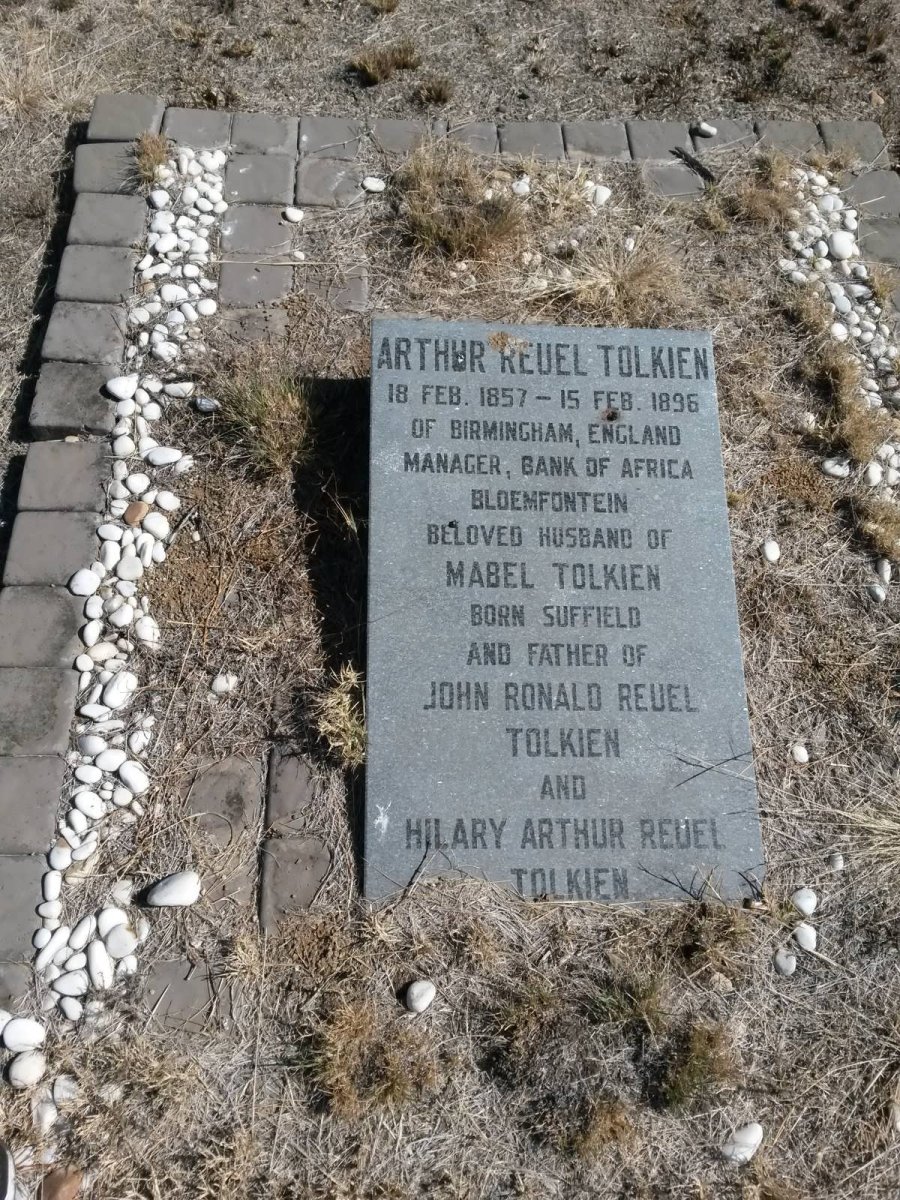 ARTHUR REUEL TOLKIEN
18 FEB. 1857 – 15 FEB. 1896
OF BIRMINGHAM, ENGLAND
MANAGER, BANK OF AFRICA
BLOEMFONTEIN
BELOVED HUSBAND OF
MABEL TOLKIEN
BORN SUFFIELD
AND FATHER OF
JOHN RONALD REUEL
TOLKIEN
AND
HILARY ARTHUR REUEL
TOLKIEN